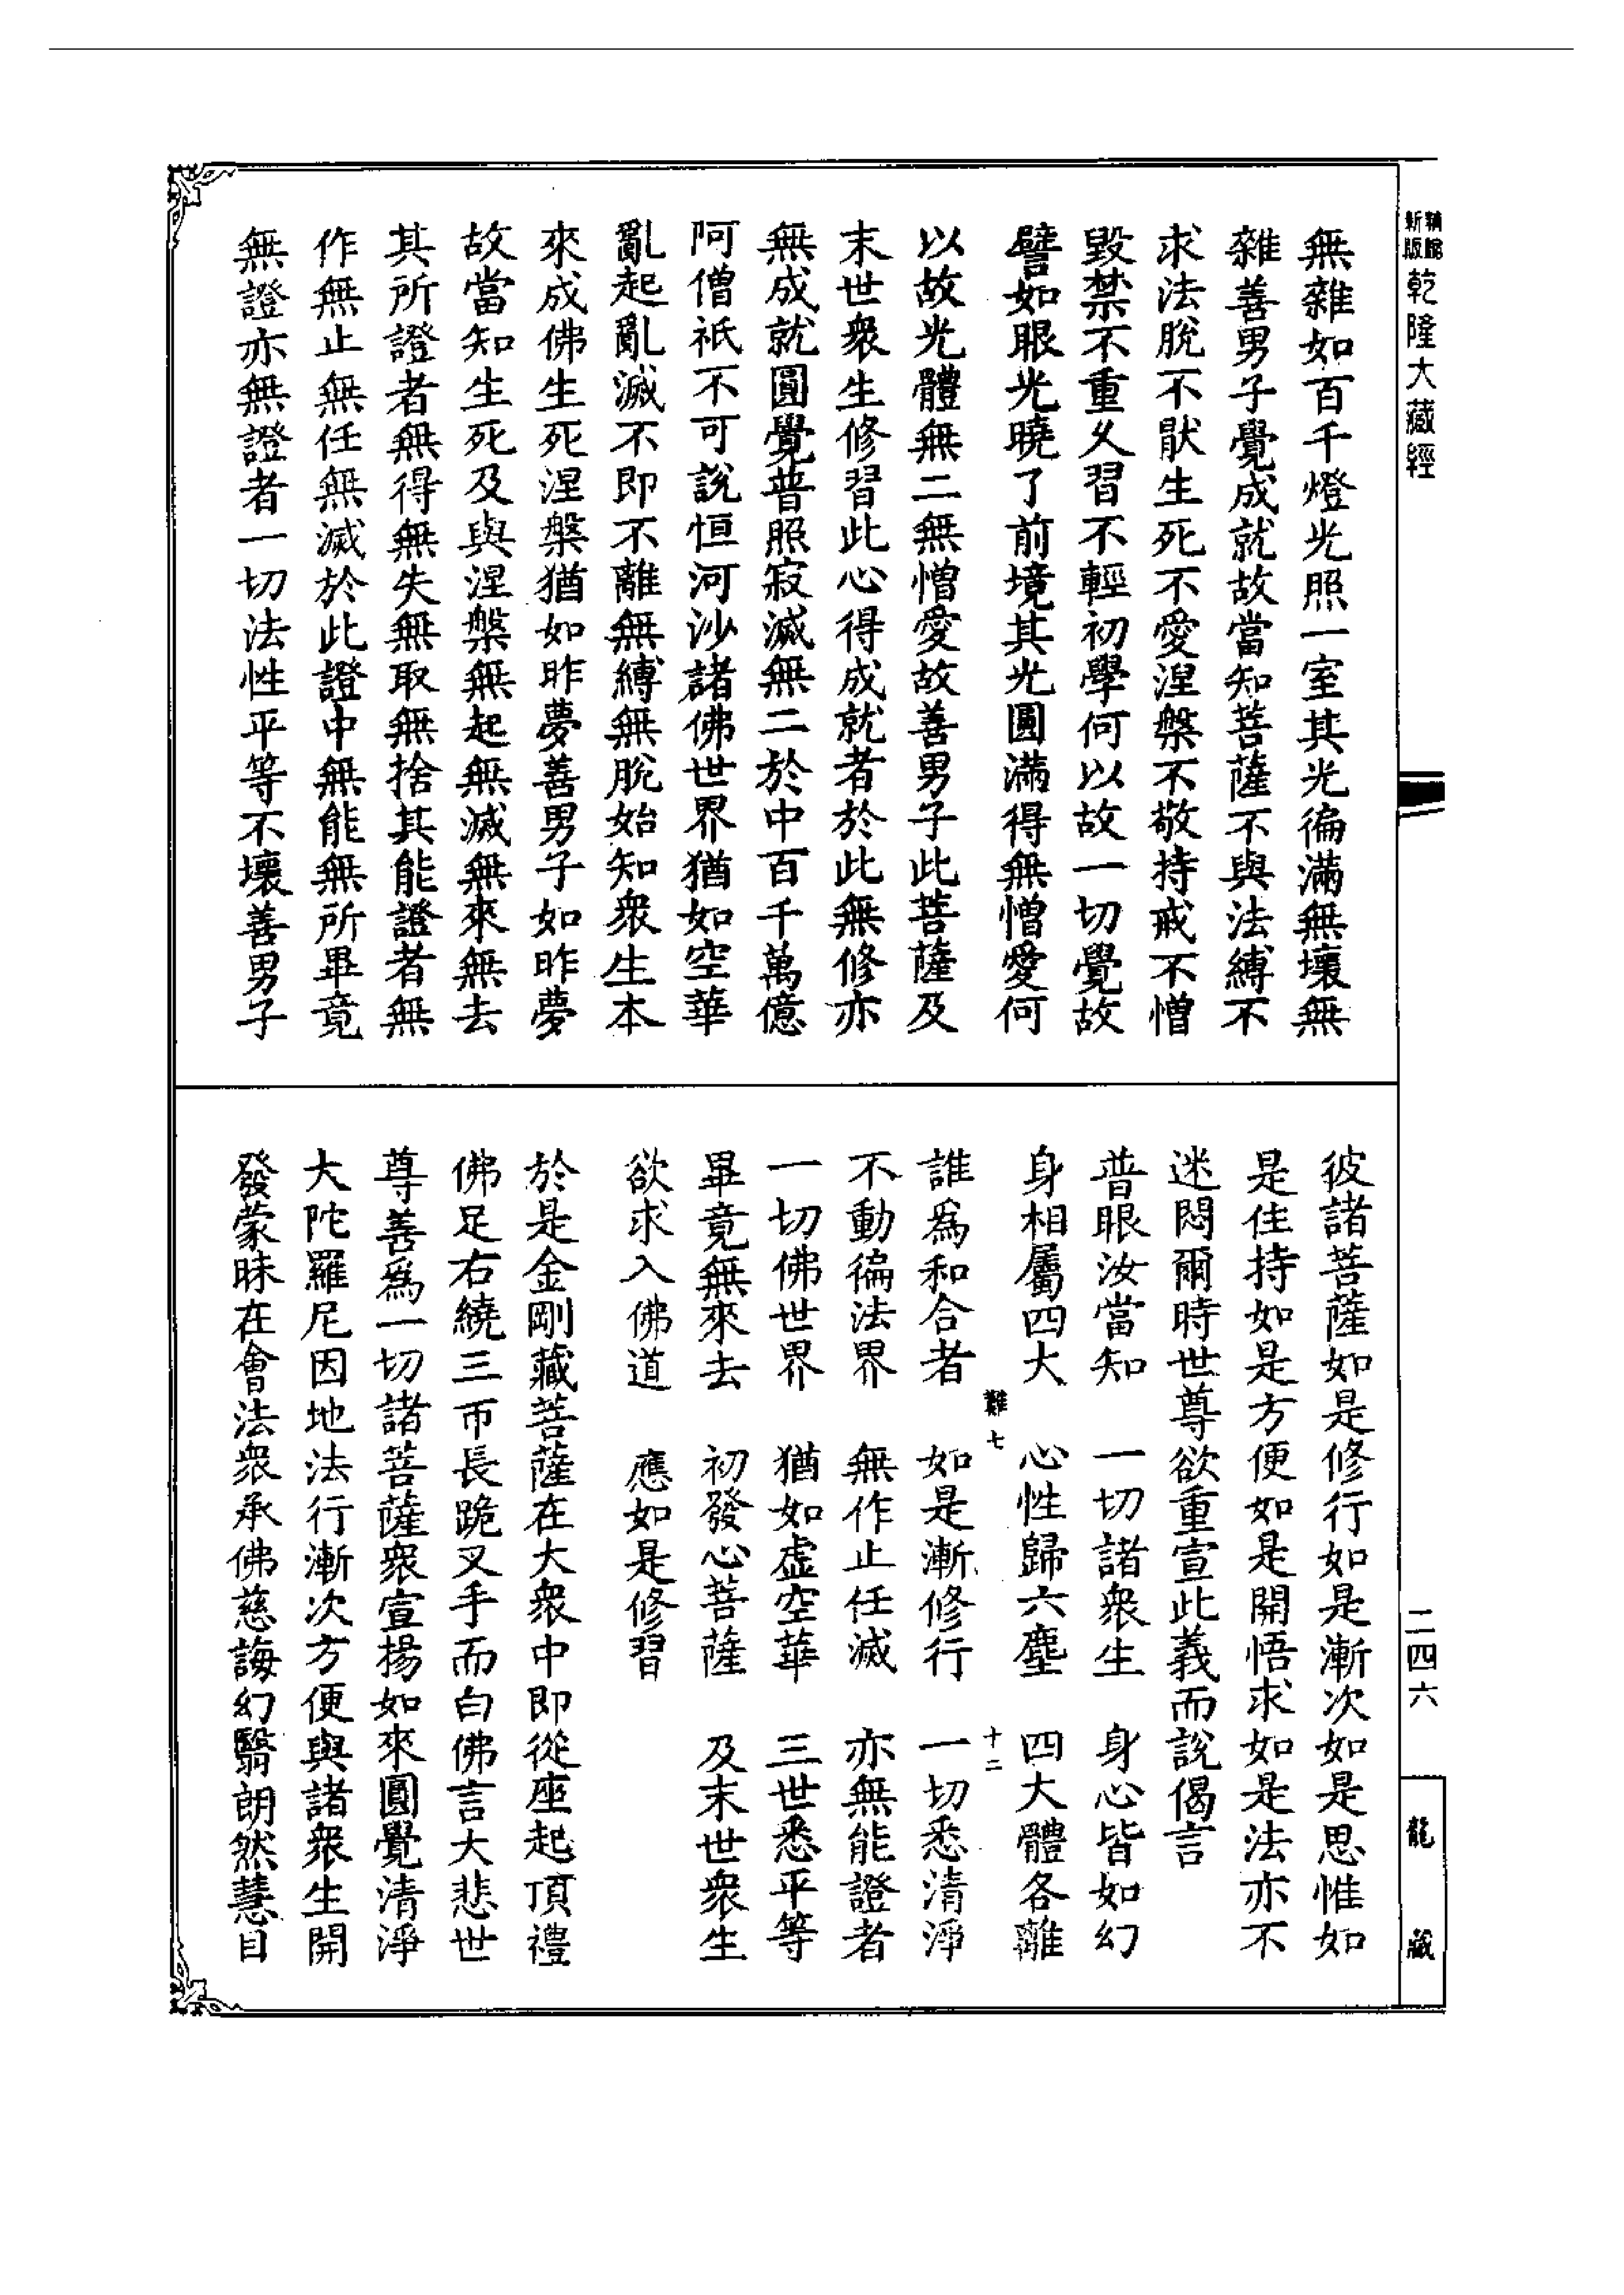 新版
精縮
乾隆大藏經
無雜如百千燈光照一室其光徧滿無壞無
雜善男子覺成就故當知菩薩不與法縛不
求法脫不猒生死不愛涅槃不敬持戒不憎
毀禁不重久習不輕初學何以故一切覺故
譬如眼光曉了前境其光圓滿得無憎愛何
以故光體無二無憎愛故善男子此菩薩及
末世衆生修習此心得成就者於此無修亦
無成就圓覺普照寂滅無二於中百千萬億
阿僧祇不可說恒河沙諸佛世界猶如空華
亂起亂滅不即不離無縛無脫始知衆生本
來成佛生死涅槃猶如昨夢善男子如昨夢
故當知生死及與涅槃無起無滅無來無去
其所證者無得無失無取無捨其能證者無
作無止無任無滅於此證中無能無所畢竟
無證亦無證者一切法性平等不壞善男子
彼諸菩薩如是修行如是漸次如是思惟如
是住持如是方便如是開悟求如是法亦不
迷悶爾時世尊欲重宣此義而說偈言
普眼汝當知　一切諸衆生　身心皆如幻
身相屬四大　心性歸六塵　四大體各離
難七　十二
誰爲和合者　如是漸修行　一切悉清淨
不動徧法界　無作止任滅　亦無能證者
一切佛世界　猶如虛空華　三世悉平等
畢竟無來去　初發心菩薩　及末世衆生
欲求入佛道　應如是修習
於是金剛藏菩薩在大衆中即從座起頂禮
佛足右繞三帀長跪叉手而白佛言大悲世
尊善爲一切諸菩薩衆宣揚如來圓覺清淨
大陀羅尼因地法行漸次方便與諸衆生開
發蒙昧在會法衆承佛慈誨幻翳朗然慧目
二四六
龍藏